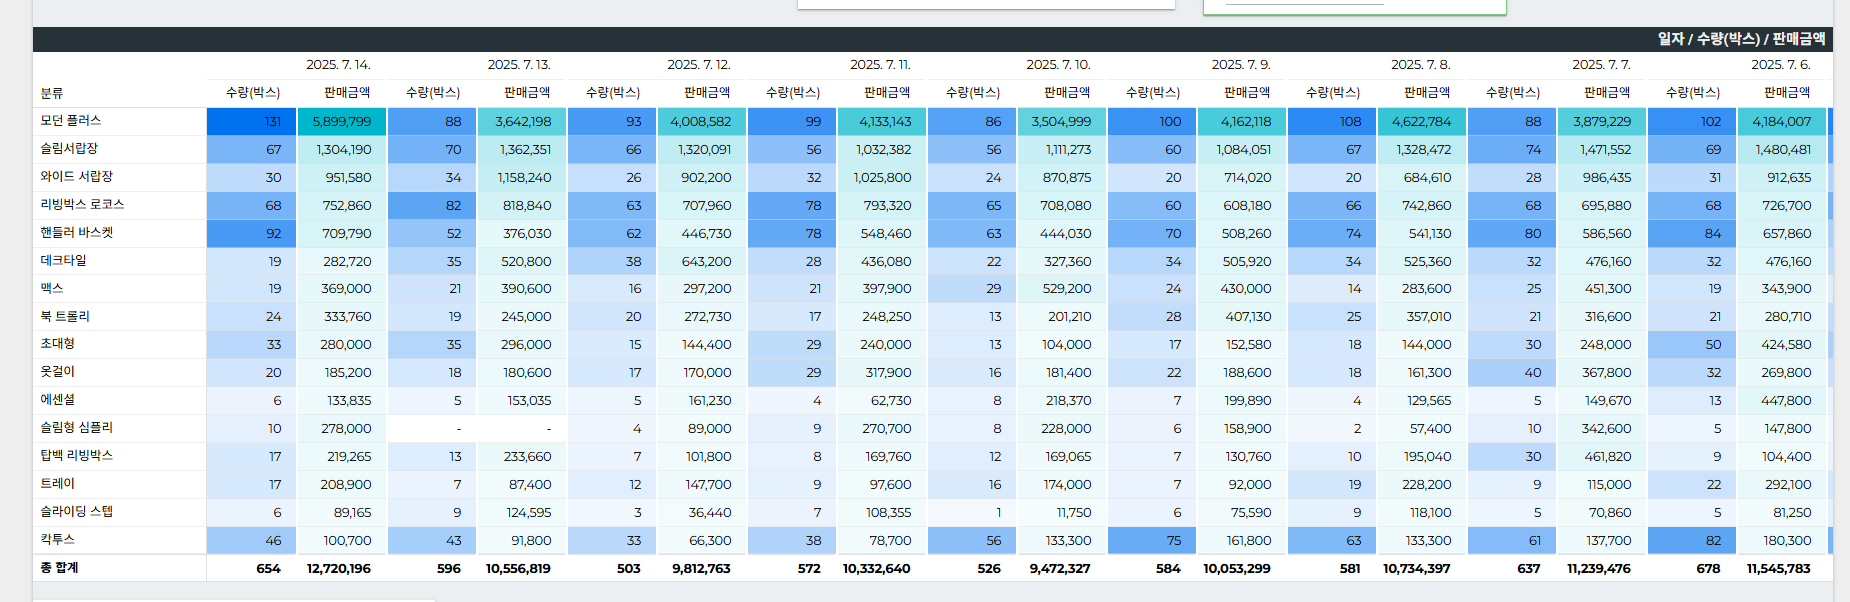 일자 / 수량(박스) / 판매금액
2025. 7. 14. 2025. 7. 13. 2025. 7. 12. 2025. 7. 11. 2025. 7. 10. 2025. 7. 9. 2025. 7. 8. 2025. 7. 7. 2025. 7. 6.
분류 수량(박스) 판매금액 수량(박스) 판매금액 수량(박스) 판매금액 수량(박스) 판매금액 수량(박스) 판매금액 수량(박스) 판매금액 수량(박스) 판매금액 수량(박스) 판매금액 수량(박스) 판매금액
모던 플러스 131 5,899,799 88 3,642,198 93 4,008,582 99 4,133,143 86 3,504,999 100 4,162,118 108 4,622,784 88 3,879,229 102 4,184,007
슬림서랍장 67 1,304,190 70 1,362,351 66 1,320,091 56 1,032,382 56 1,111,273 60 1,084,051 67 1,328,472 74 1,471,552 69 1,480,481
와이드 서랍장 30 951,580 34 1,158,240 26 902,200 32 1,025,800 24 870,875 20 714,020 20 684,610 28 986,435 31 912,635
리빙박스 로코스 68 752,860 82 818,840 63 707,960 78 793,320 65 708,080 60 608,180 66 742,860 68 695,880 68 726,700
핸들러 바스켓 92 709,790 52 376,030 62 446,730 78 548,460 63 444,030 70 508,260 74 541,130 80 586,560 84 657,860
데크타일 19 282,720 35 520,800 38 643,200 28 436,080 22 327,360 34 505,920 34 525,360 32 476,160 32 476,160
맥스 19 369,000 21 390,600 16 297,200 21 397,900 29 529,200 24 430,000 14 283,600 25 451,300 19 343,900
북 트롤리 24 333,760 19 245,000 20 272,730 17 248,250 13 201,210 28 407,130 25 357,010 21 316,600 21 280,710
초대형 33 280,000 35 296,000 15 144,400 29 240,000 13 104,000 17 152,580 18 144,000 30 248,000 50 424,580
옷걸이 20 185,200 18 180,600 17 170,000 29 317,900 16 181,400 22 188,600 18 161,300 40 367,800 32 269,800
에센셜 6 133,835 5 153,035 5 161,230 4 62,730 8 218,370 7 199,890 4 129,565 5 149,670 13 447,800
슬림형 심플리 10 278,000 - - 4 89,000 9 270,700 8 228,000 6 158,900 2 57,400 10 342,600 5 147,800
탑백 리빙박스 17 219,265 13 233,660 7 101,800 8 169,760 12 169,065 7 130,760 10 195,040 30 461,820 9 104,400
트레이 17 208,900 7 87,400 12 147,700 9 97,600 16 174,000 7 92,000 19 228,200 9 115,000 22 292,100
슬라이딩 스텝 6 89,165 9 124,595 3 36,440 7 108,355 1 11,750 6 75,590 9 118,100 5 70,860 5 81,250
칵투스 46 100,700 43 91,800 33 66,300 38 78,700 56 133,300 75 161,800 63 133,300 61 137,700 82 180,300
총 합계 654 12,720,196 596 10,556,819 503 9,812,763 572 10,332,640 526 9,472,327 584 10,053,299 581 10,734,397 637 11,239,476 678 11,545,783